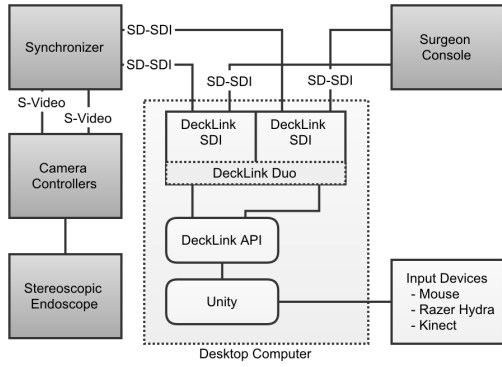 Synchronizer
SD-SDI
SD-SDI
SD-SDI
SD-SDI
Surgeon
Console
S-Video
S-Video
DeckLink
SDI
DeckLink
SDI
DeckLink Duo
Camera
Controllers
DeckLink API
Stereoscopic
Endoscope
Unity
Input Devices
- Mouse
- Razer Hydra
- Kinect
Desktop Computer